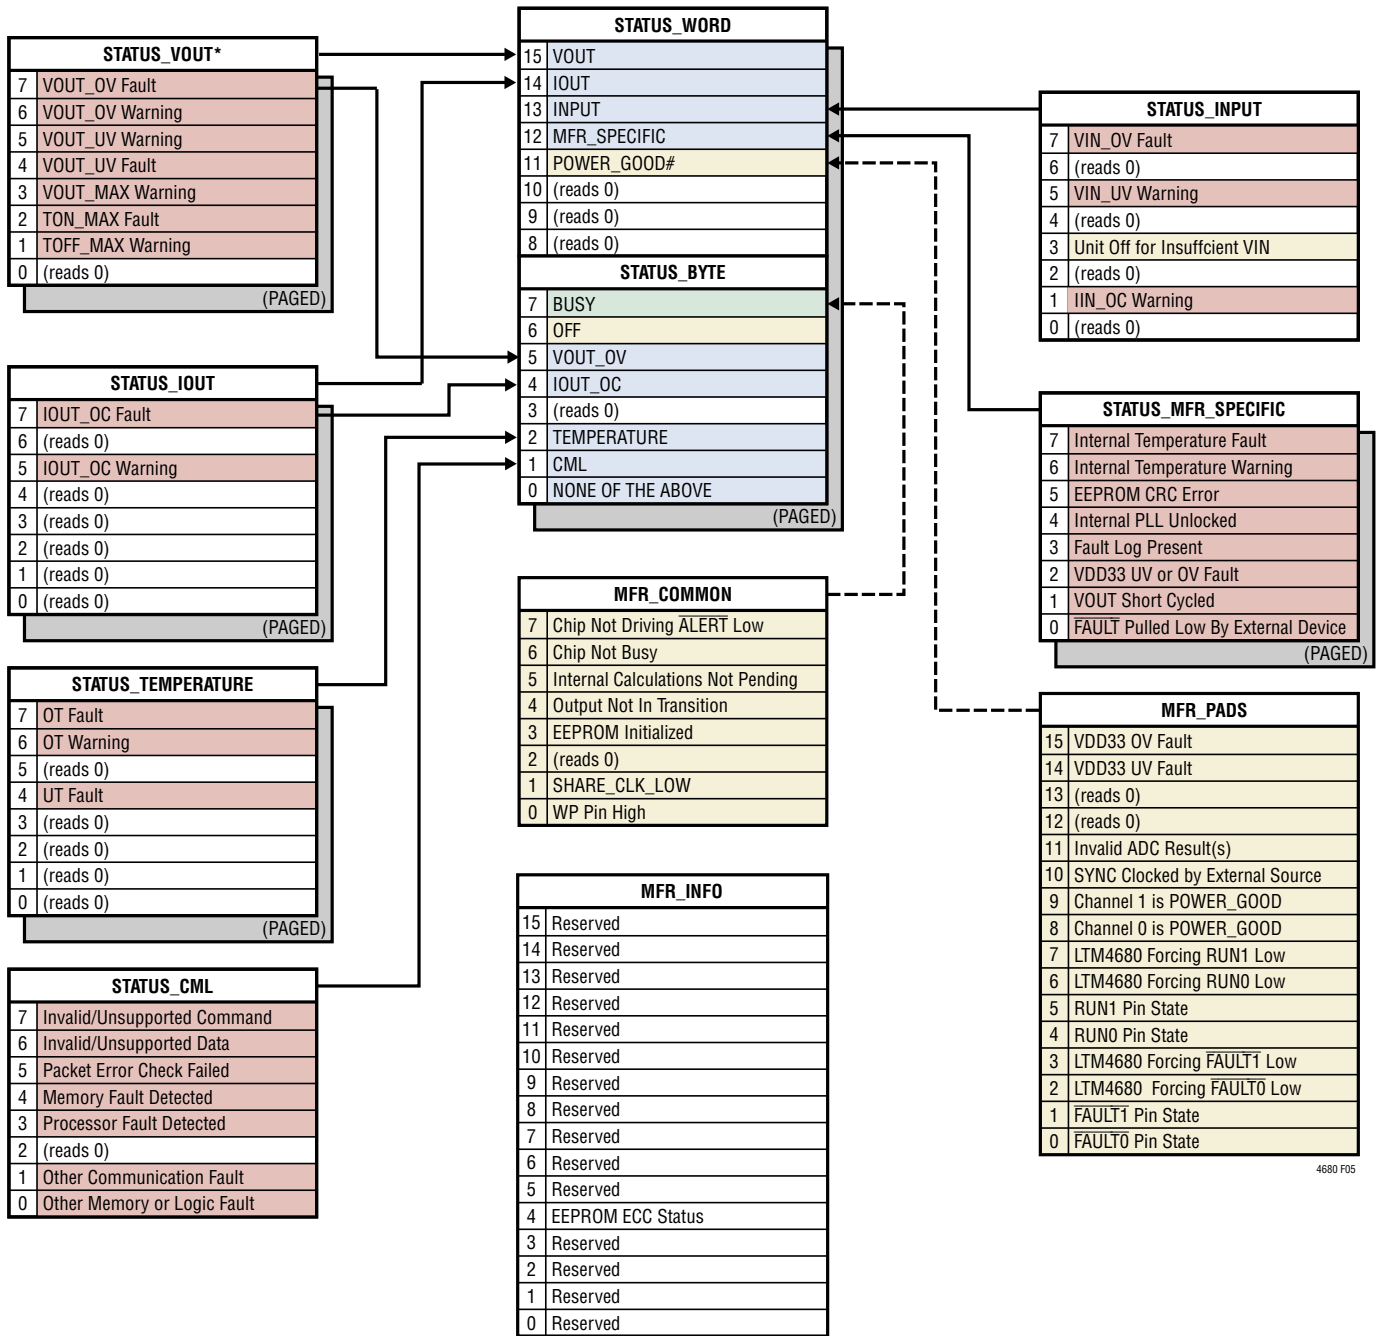 STATUS_VOUT*
7 VOUT_OV Fault
6 VOUT_OV Warning
5 VOUT_UV Warning
4 VOUT_UV Fault
3 VOUT_MAX Warning
2 TON_MAX Fault
1 TOFF_MAX Warning
0 (reads 0)
(PAGED)
STATUS_IOUT
7 IOUT_OC Fault
6 (reads 0)
5 IOUT_OC Warning
4 (reads 0)
3 (reads 0)
2 (reads 0)
1 (reads 0)
0 (reads 0)
(PAGED)
STATUS_TEMPERATURE
7 OT Fault
6 OT Warning
5 (reads 0)
4 UT Fault
3 (reads 0)
2 (reads 0)
1 (reads 0)
0 (reads 0)
(PAGED)
STATUS_CML
7 Invalid/Unsupported Command
6 Invalid/Unsupported Data
5 Packet Error Check Failed
4 Memory Fault Detected
3 Processor Fault Detected
2 (reads 0)
1 Other Communication Fault
0 Other Memory or Logic Fault
STATUS_WORD
15 VOUT
14 IOUT
13 INPUT
12 MFR_SPECIFIC
11 POWER_GOOD#
10 (reads 0)
9 (reads 0)
8 (reads 0)
STATUS_BYTE
7 BUSY
6 OFF
5 VOUT_OV
4 IOUT_OC
3 (reads 0)
2 TEMPERATURE
1 CML
0 NONE OF THE ABOVE
(PAGED)
MFR_COMMON
7 Chip Not Driving ALERT Low
6 Chip Not Busy
5 Internal Calculations Not Pending
4 Output Not In Transition
3 EEPROM Initialized
2 (reads 0)
1 SHARE_CLK_LOW
0 WP Pin High
MFR_INFO
15 Reserved
14 Reserved
13 Reserved
12 Reserved
11 Reserved
10 Reserved
9 Reserved
8 Reserved
7 Reserved
6 Reserved
5 Reserved
4 EEPROM ECC Status
3 Reserved
2 Reserved
1 Reserved
0 Reserved
STATUS_INPUT
7 VIN_OV Fault
6 (reads 0)
5 VIN_UV Warning
4 (reads 0)
3 Unit Off for Insuffcient VIN
2 (reads 0)
1 IIN_OC Warning
0 (reads 0)
STATUS_MFR_SPECIFIC
7 Internal Temperature Fault
6 Internal Temperature Warning
5 EEPROM CRC Error
4 Internal PLL Unlocked
3 Fault Log Present
2 VDD33 UV or OV Fault
1 VOUT Short Cycled
0 FAULT Pulled Low By External Device
(PAGED)
MFR_PADS
15 VDD33 OV Fault
14 VDD33 UV Fault
13 (reads 0)
12 (reads 0)
11 Invalid ADC Result(s)
10 SYNC Clocked by External Source
9 Channel 1 is POWER_GOOD
8 Channel 0 is POWER_GOOD
7 LTM4680 Forcing RUN1 Low
6 LTM4680 Forcing RUN0 Low
5 RUN1 Pin State
4 RUN0 Pin State
3 LTM4680 Forcing FAULT1 Low
2 LTM4680 Forcing FAULT0 Low
1 FAULT1 Pin State
0 FAULT0 Pin State
4680 F05